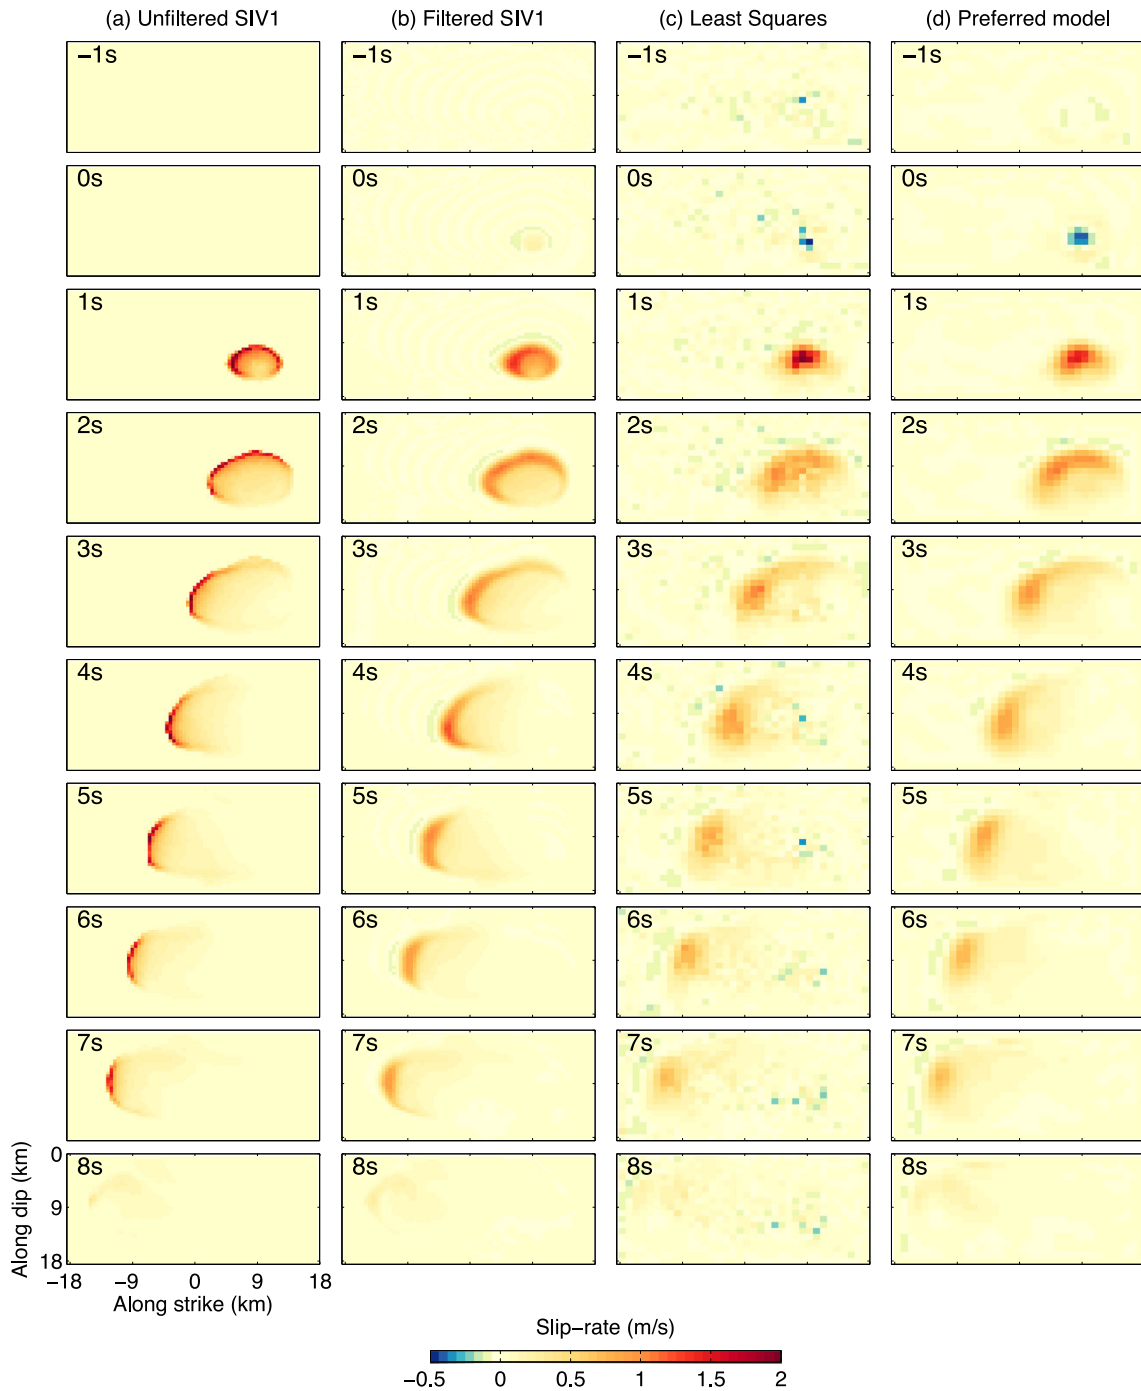 (a) Unfiltered SIV1 (b) Filtered SIV1 (c) Least Squares (d) Preferred model
−1s −1s −1s −1s
0s 0s 0s 0s
1s 1s 1s 1s
2s 2s 2s 2s
3s 3s 3s 3s
4s 4s 4s 4s
5s 5s 5s 5s
6s 6s 6s 6s
7s 7s 7s 7s
8s 8s 8s 8s
Along dip (km)
0
9
18
−18 −9 0 9 18
Along strike (km)
Slip−rate (m/s)
−0.5 0 0.5 1 1.5 2